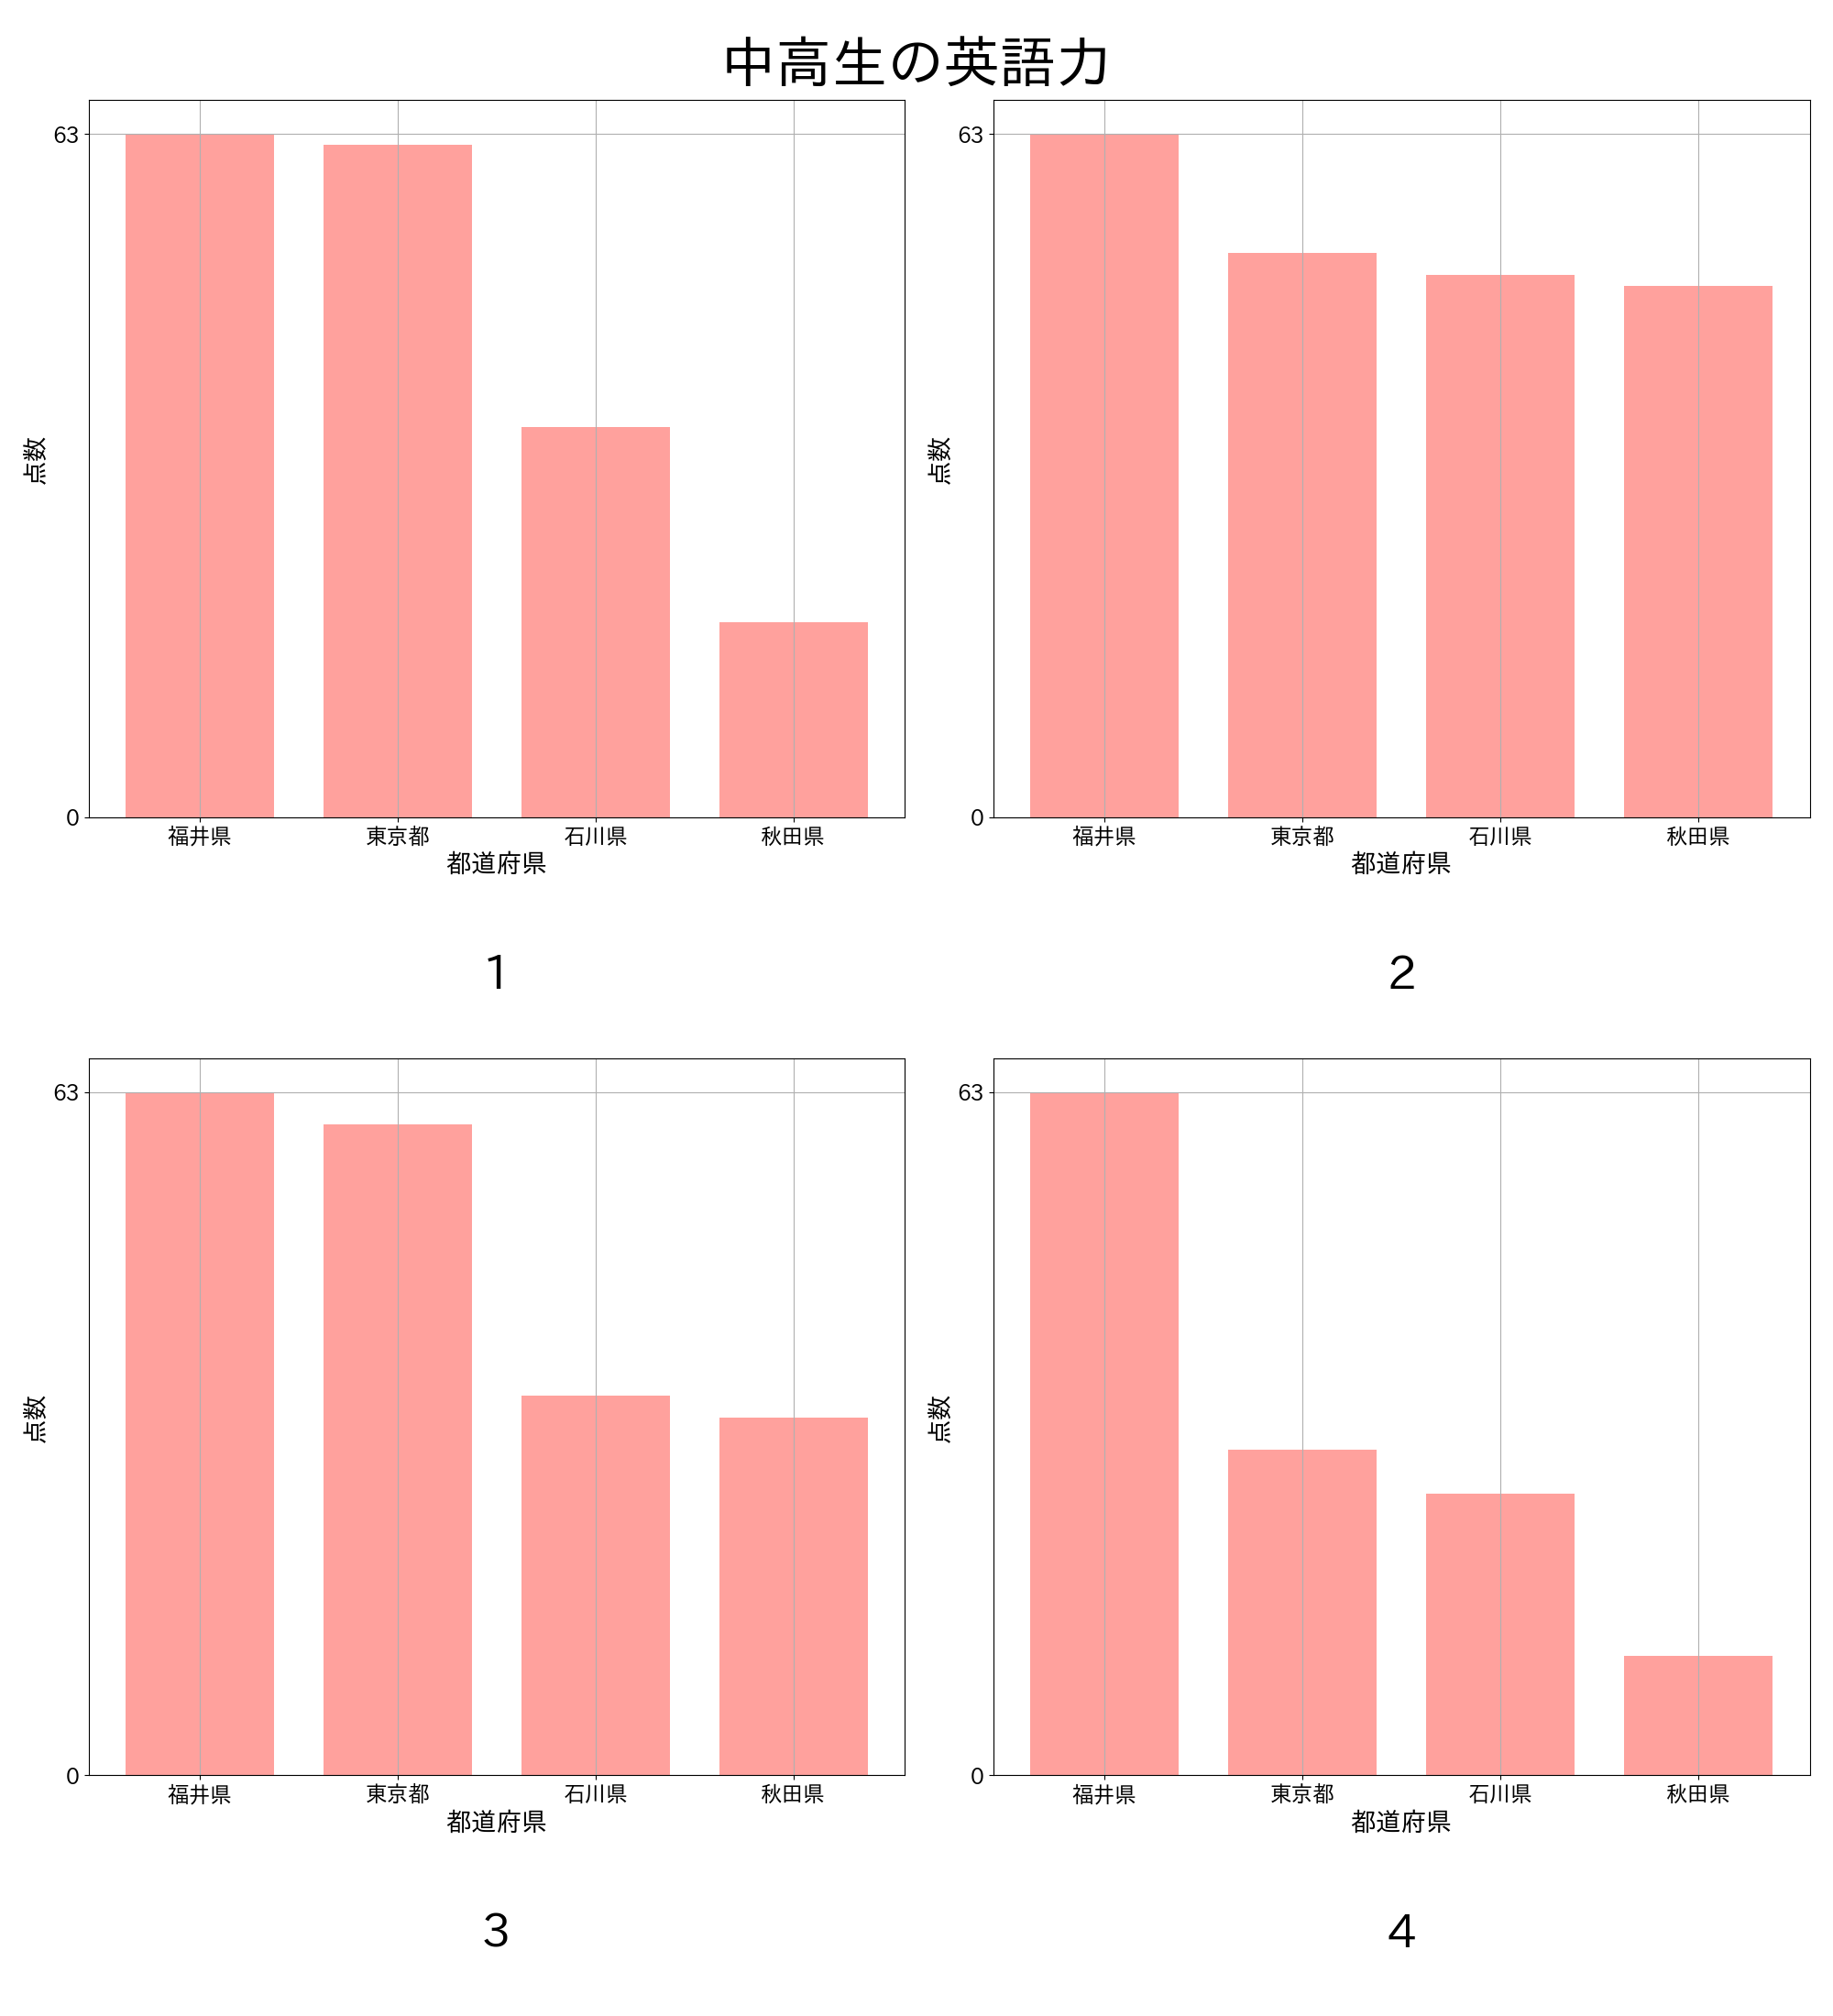 中高生の英語力
63
点数
0
福井県 東京都 石川県 秋田県
都道府県
1
63
点数
0
福井県 東京都 石川県 秋田県
都道府県
2
63
点数
0
福井県 東京都 石川県 秋田県
都道府県
3
63
点数
0
福井県 東京都 石川県 秋田県
都道府県
4